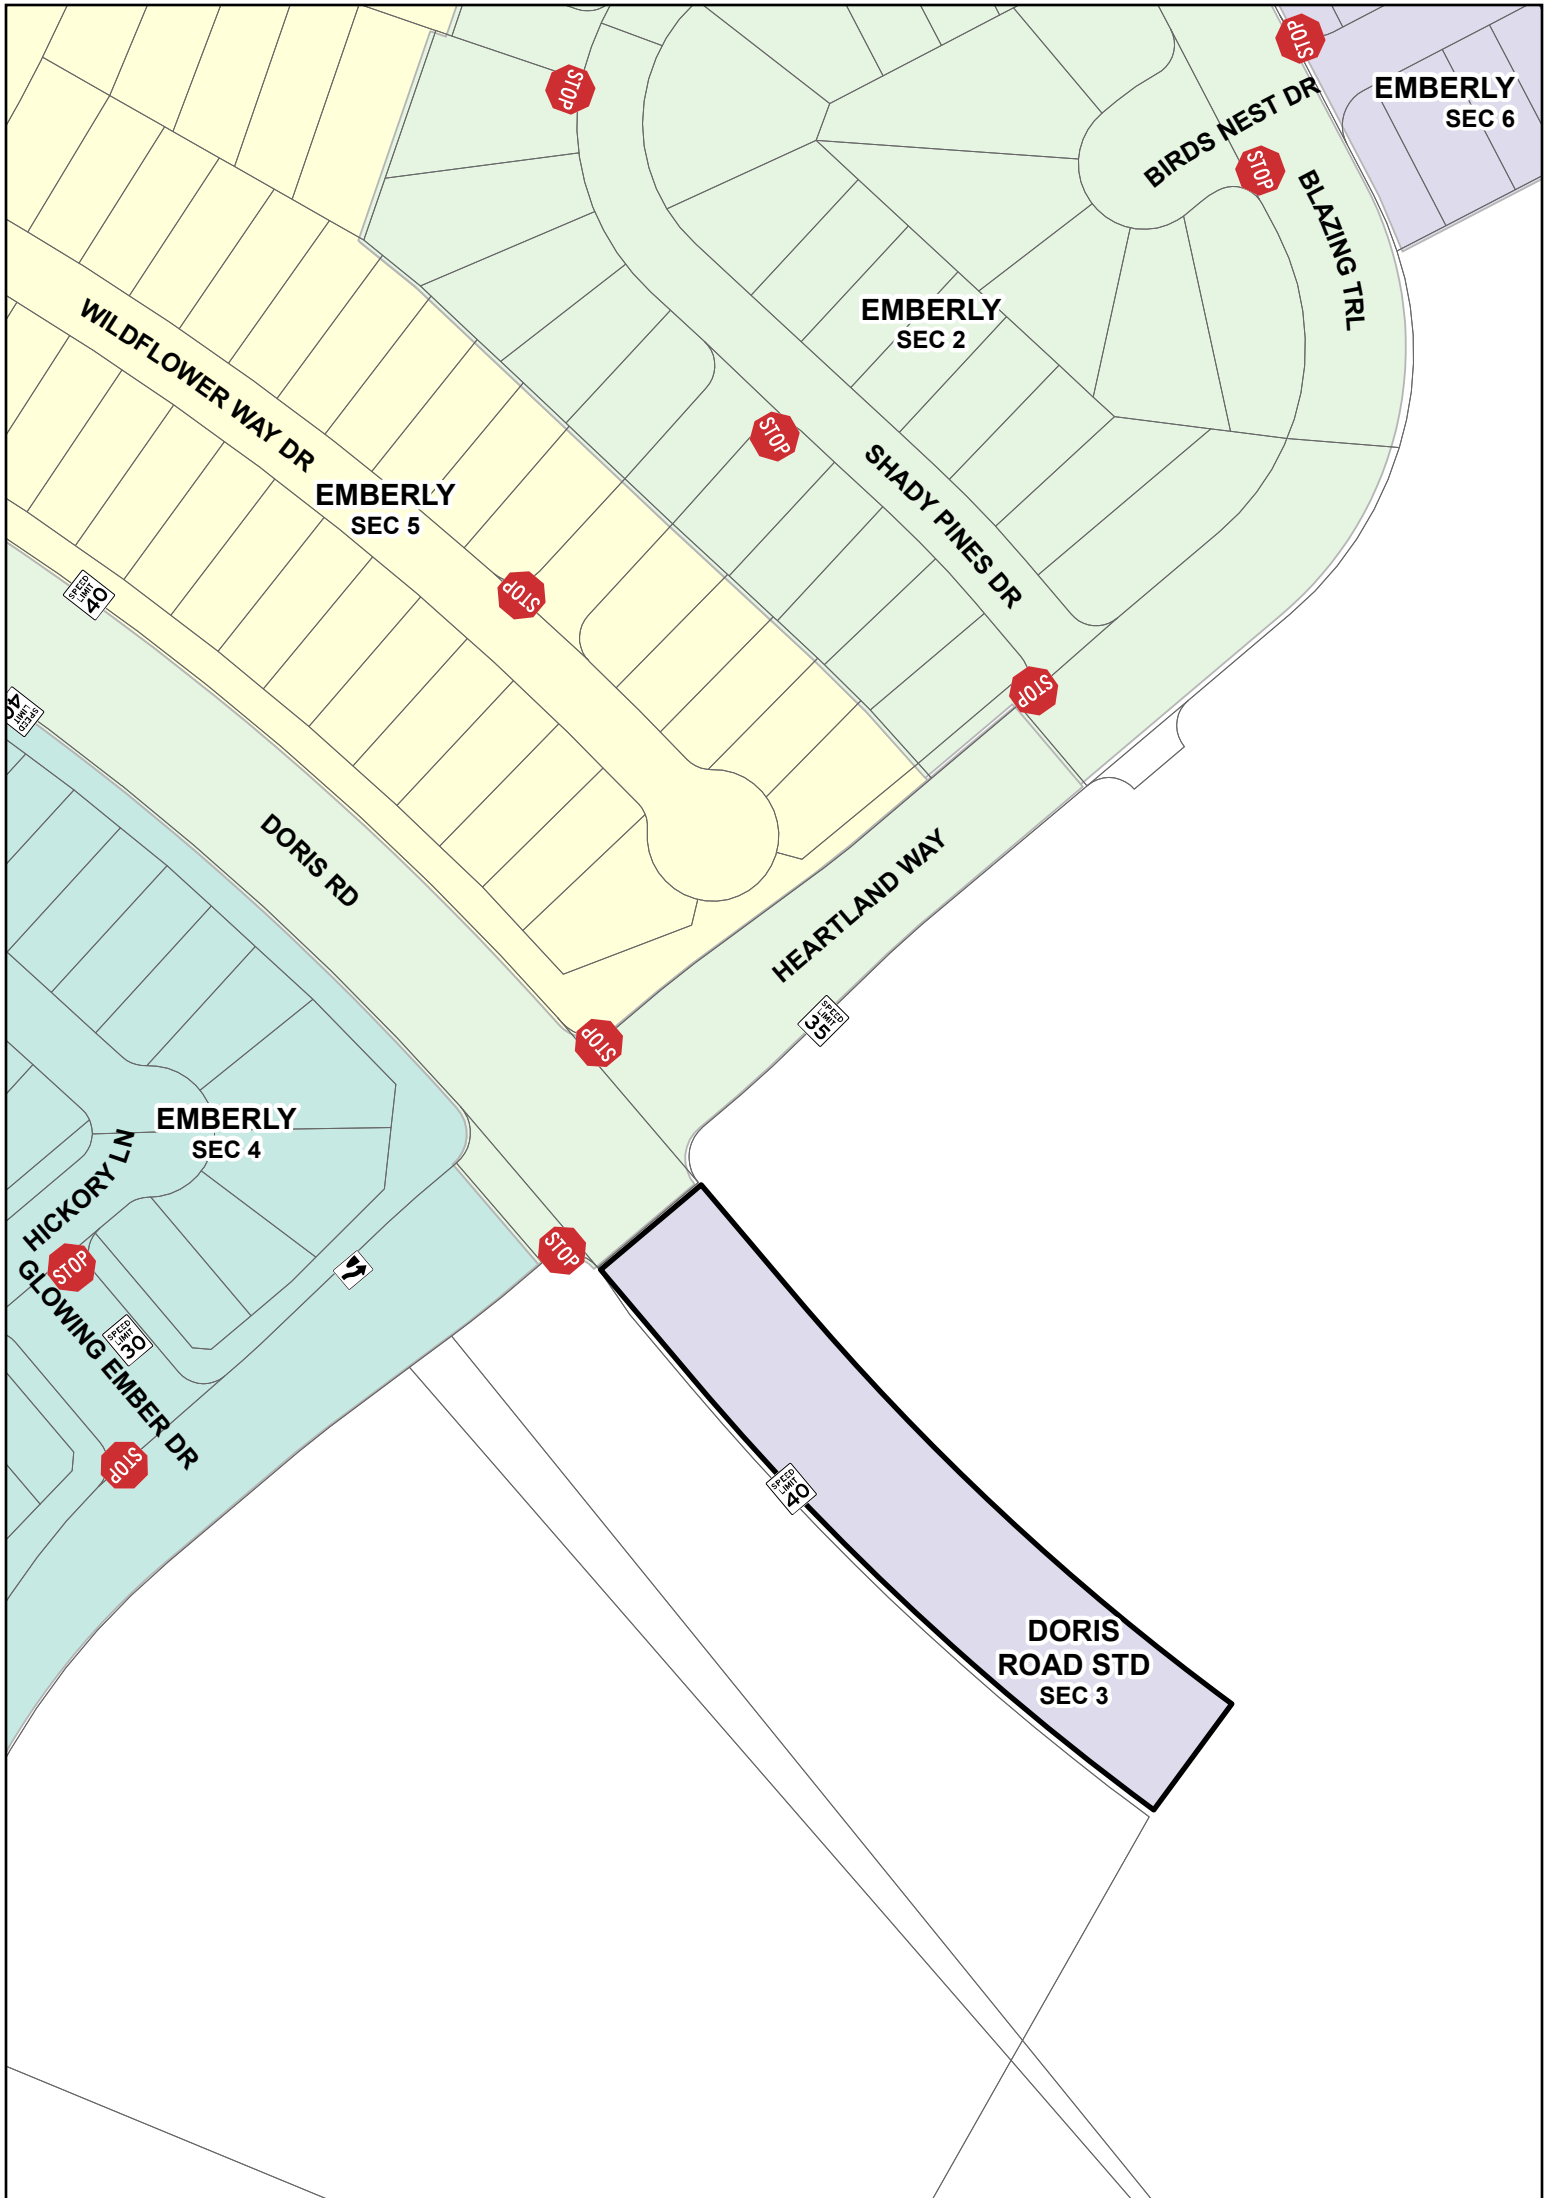 STOP
EMBERLY
SEC 6
STOP
BIRDS NEST DR
STOP
BLAZING TRL
EMBERLY
SEC 2
WILDFLOWER WAY DR
STOP
SHADY PINES DR
EMBERLY
SEC 5
SPEED
LIMIT
40
STOP
STOP
SPEED
LIMIT
40
DORIS RD
HEARTLAND WAY
SPEED
LIMIT
35
STOP
EMBERLY
SEC 4
HICKORY LN
STOP
STOP
GLOWING EMBER DR
SPEED
LIMIT
30
STOP
SPEED
LIMIT
40
DORIS
ROAD STD
SEC 3